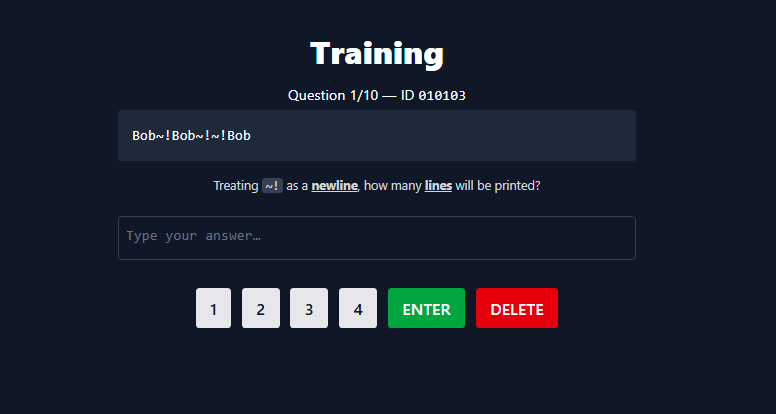 Training
Question 1/10 — ID 010103
Bob~!Bob~!~!Bob
Treating ~! as a newline, how many lines will be printed?
Type your answer…
1 2 3 4 ENTER DELETE